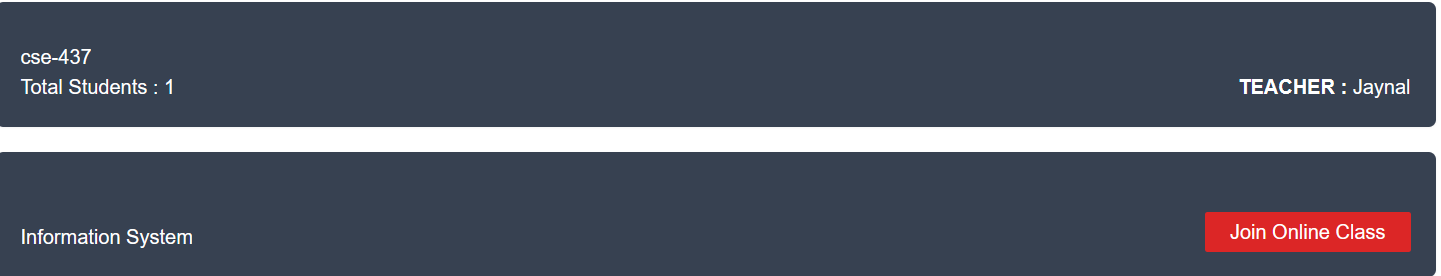 cse-437
Total Students : 1
TEACHER : Jaynal
Information System
Join Online Class